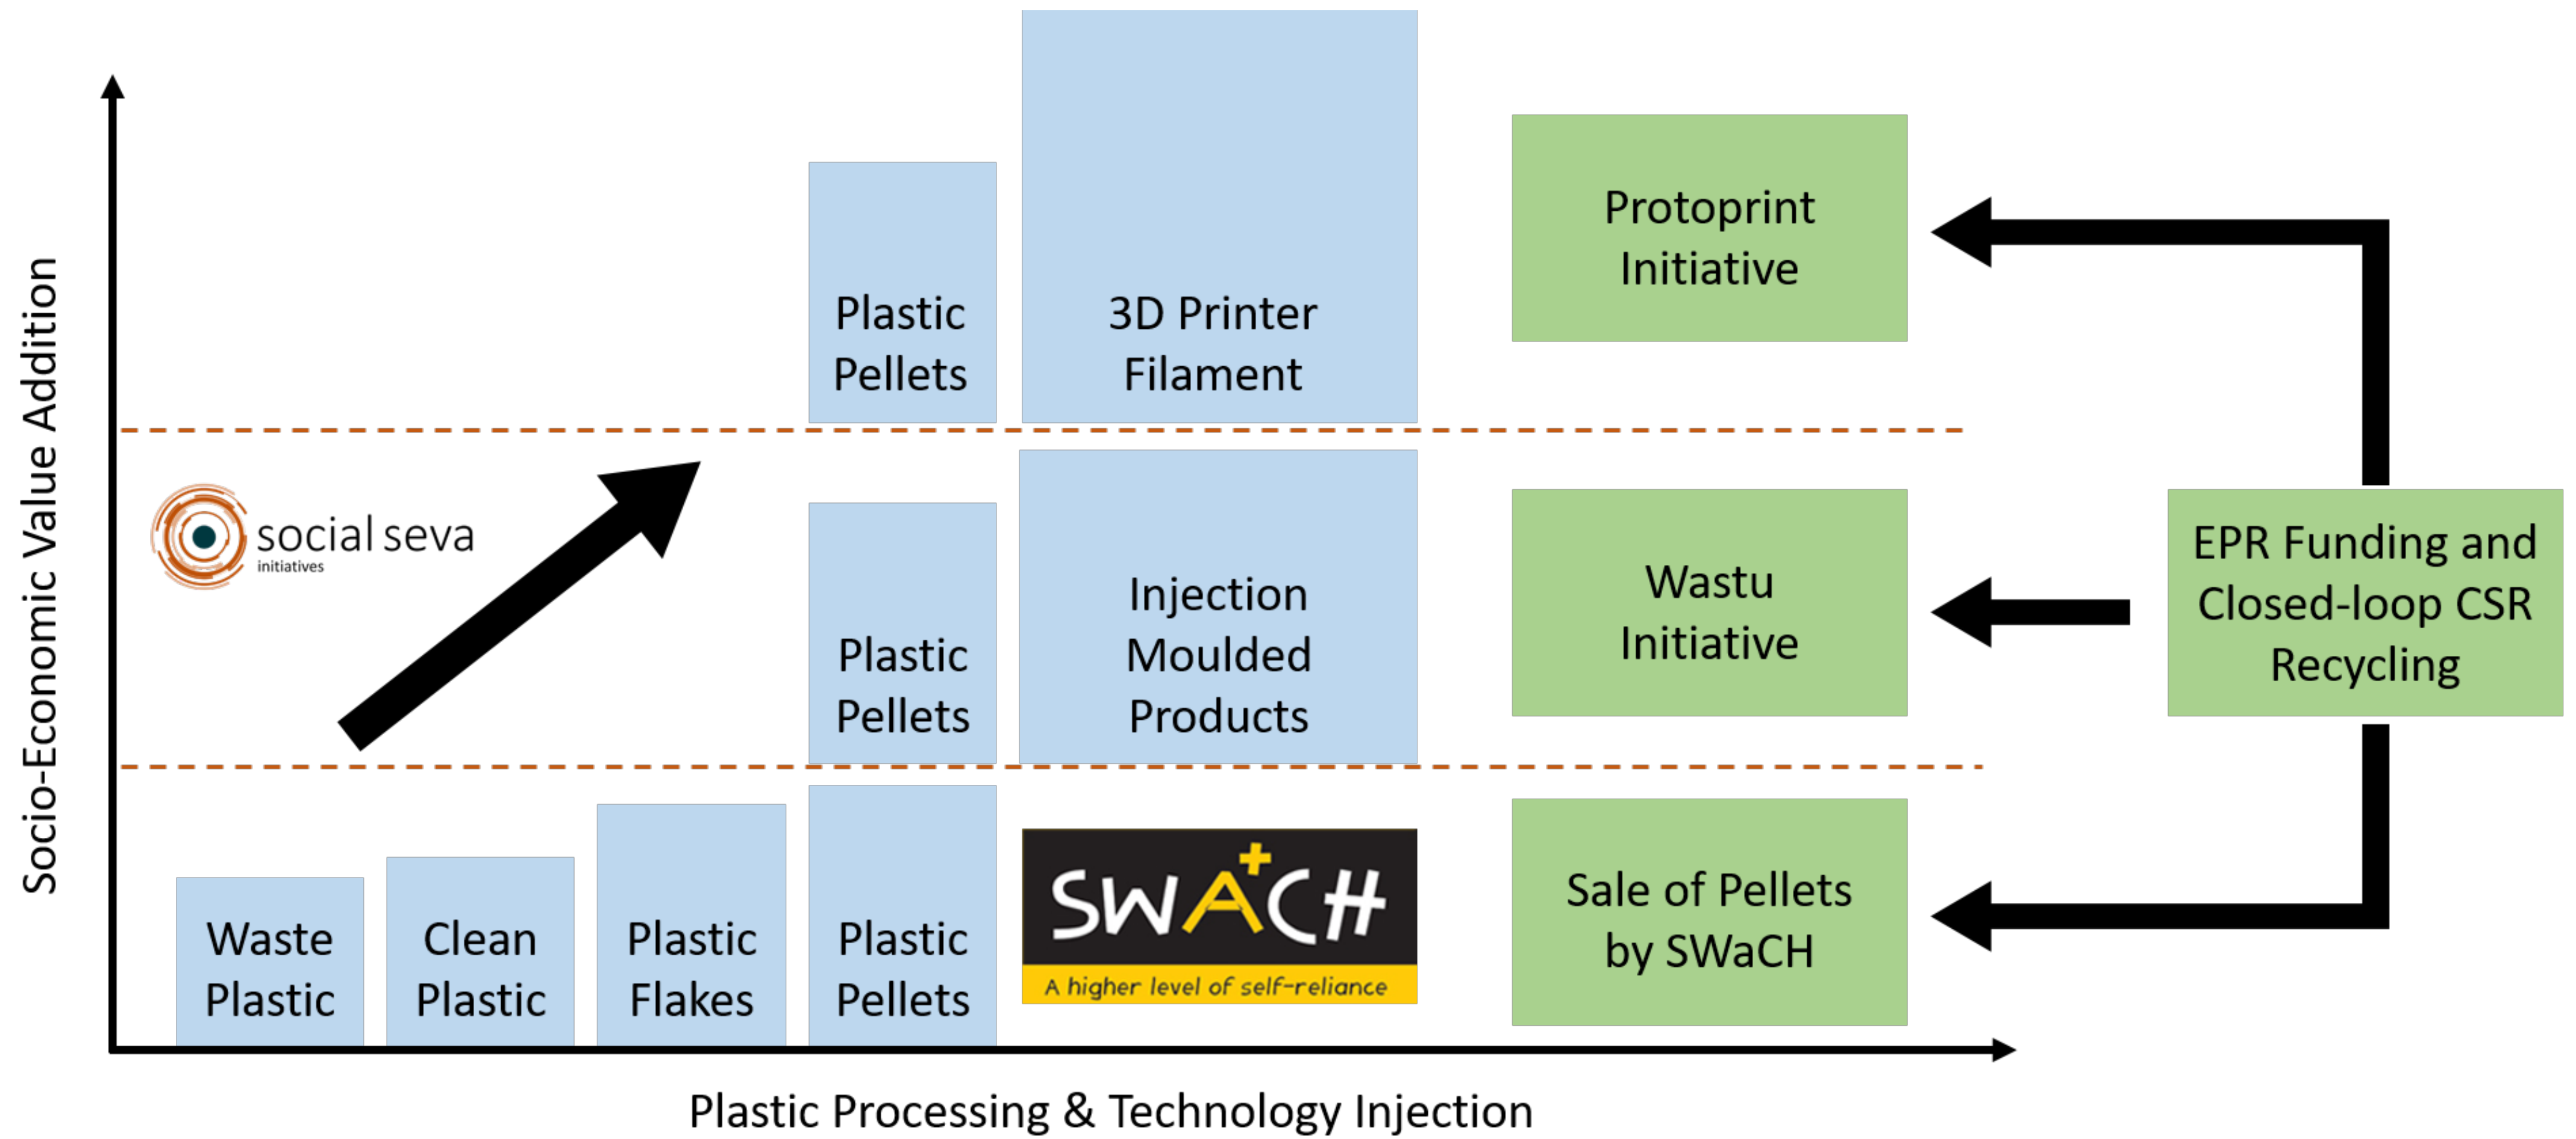 Socio-Economic Value Addition
Plastic
Pellets
3D Printer
Filament
Protoprint
Initiative
social seva
initiatives
Plastic
Pellets
Injection
Moulded
Products
Wastu
Initiative
EPR Funding and
Closed-loop CSR
Recycling
Waste
Plastic
Clean
Plastic
Plastic
Flakes
Plastic
Pellets
SWACH
A higher level of self-reliance
Sale of Pellets
by SWaCH
Plastic Processing & Technology Injection